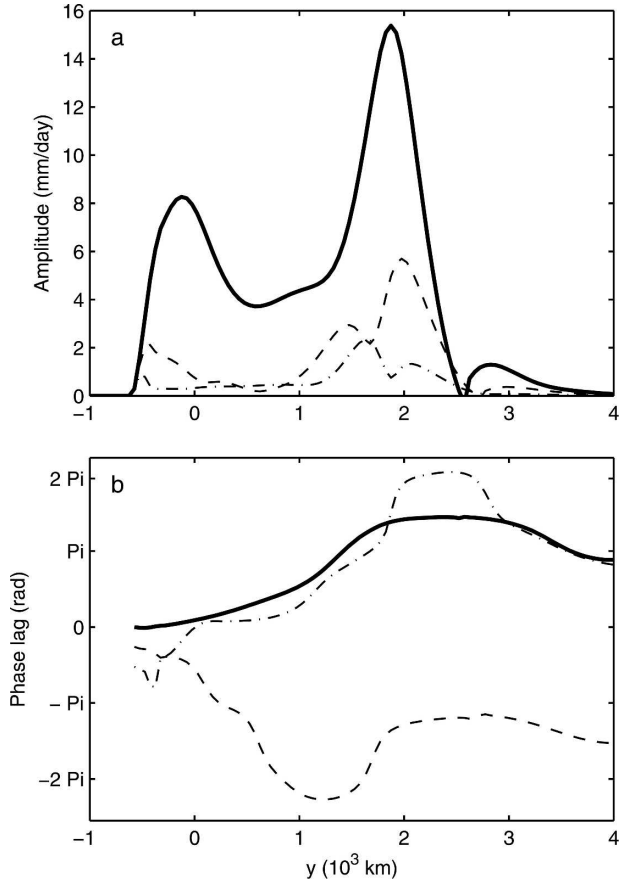 16
a
14
12
10
8
6
4
2
0
Amplitude (mm/day)
−1 0 1 2 3 4
2 Pi
b
Pi
0
− Pi
−2 Pi
Phase lag (rad)
−1 0 1 2 3 4
y (10³ km)